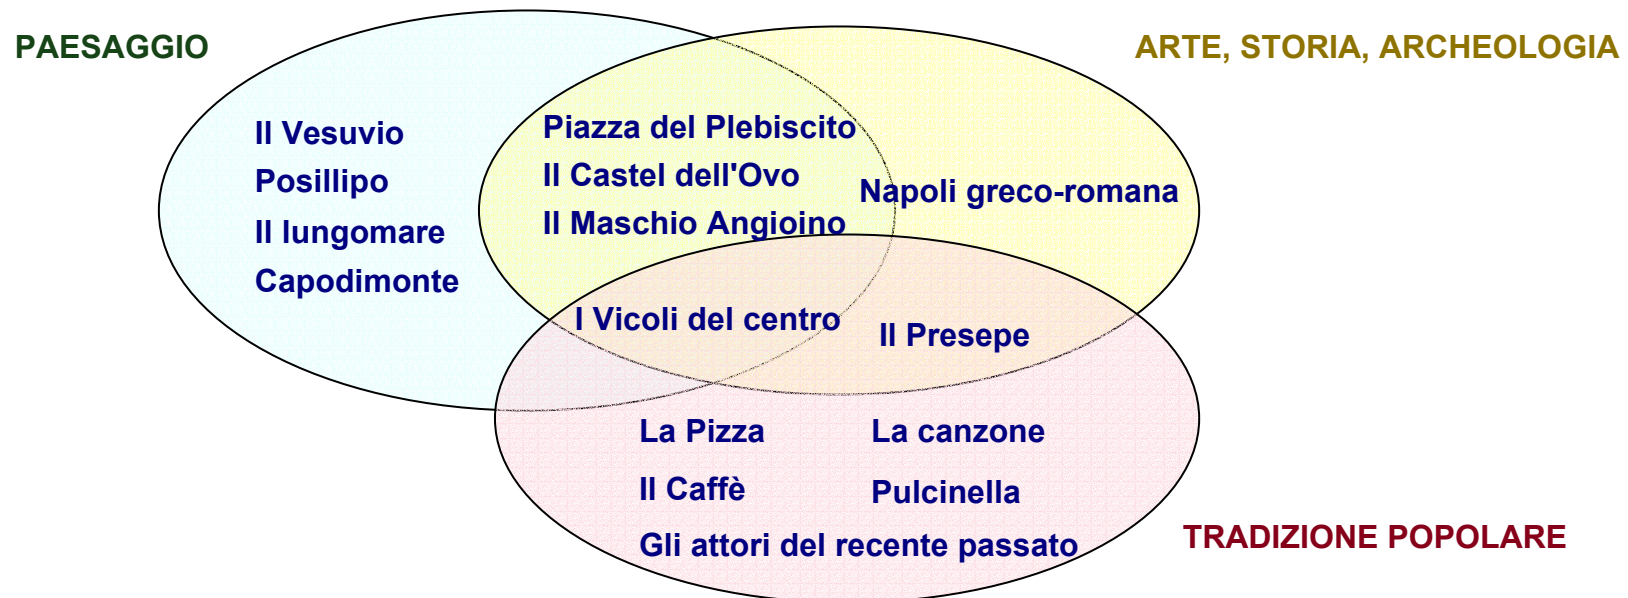 PAESAGGIO
ARTE, STORIA, ARCHEOLOGIA
Il Vesuvio
Posillipo
Il lungomare
Capodimonte
Piazza del Plebiscito
Il Castel dell'Ovo
Il Maschio Angioino
Napoli greco-romana
I Vicoli del centro
Il Presepe
La Pizza
La canzone
Il Caffè
Pulcinella
Gli attori del recente passato
TRADIZIONE POPOLARE